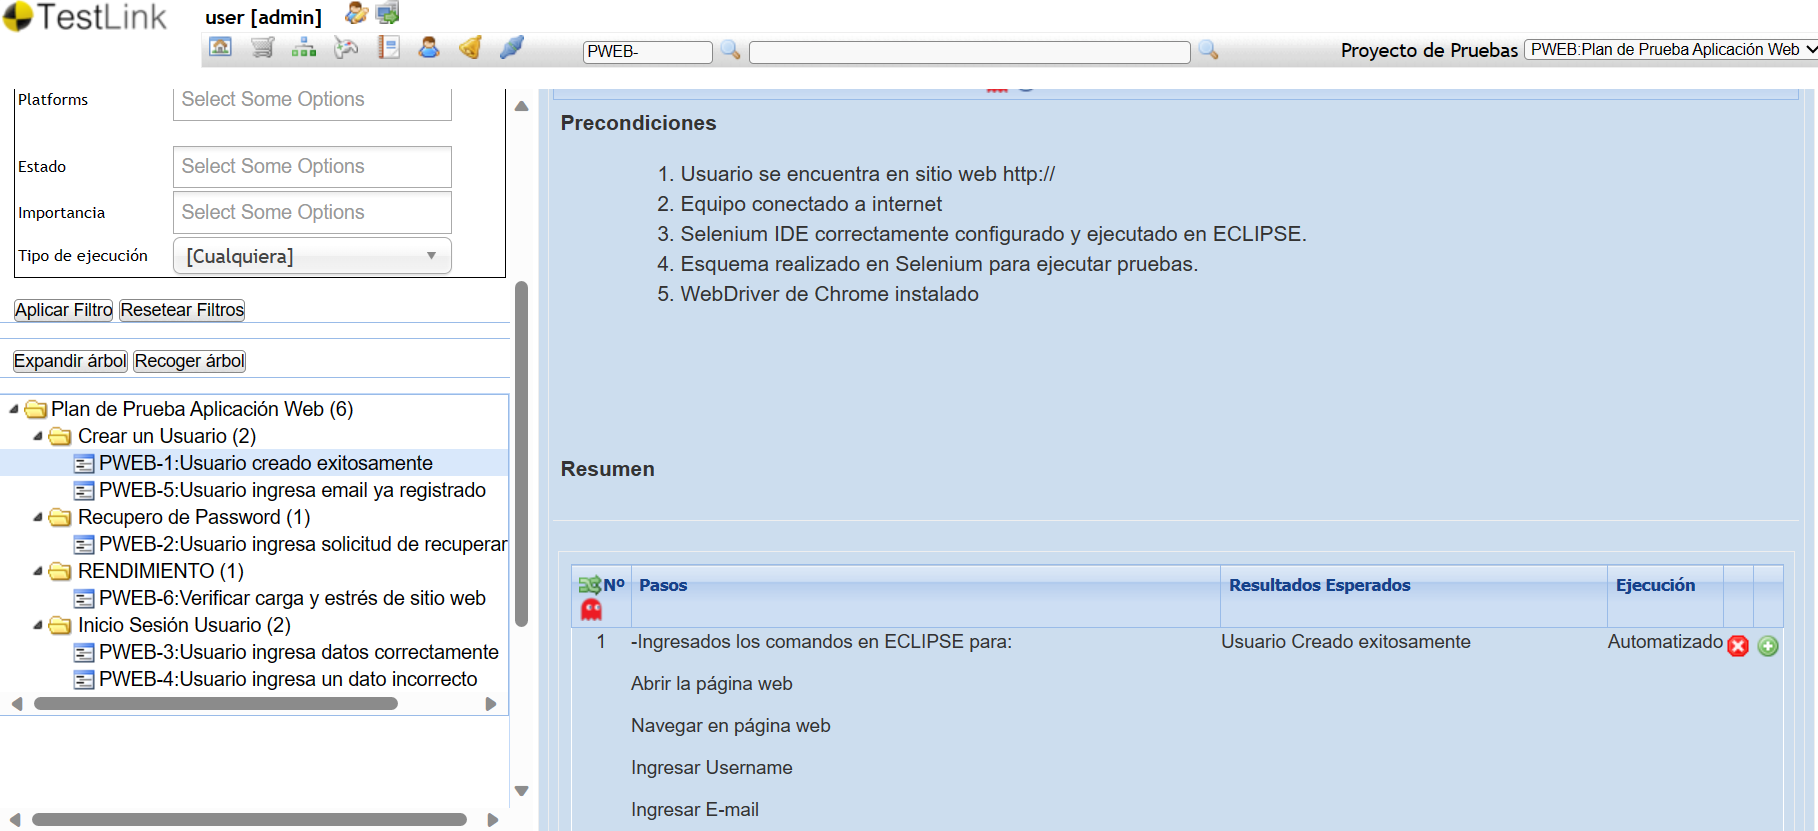 TestLink
user [admin]
PWEB-
Proyecto de Pruebas
PWEB:Plan de Prueba Aplicación Web
Platforms
Select Some Options
Estado
Select Some Options
Importancia
Select Some Options
Tipo de ejecución
[Cualquiera]
Aplicar Filtro
Resetear Filtros
Expandir árbol
Recoger árbol
Plan de Prueba Aplicación Web (6)
Crear un Usuario (2)
PWEB-1:Usuario creado exitosamente
PWEB-5:Usuario ingresa email ya registrado
Recupero de Password (1)
PWEB-2:Usuario ingresa solicitud de recuperar
RENDIMIENTO (1)
PWEB-6:Verificar carga y estrés de sitio web
Inicio Sesión Usuario (2)
PWEB-3:Usuario ingresa datos correctamente
PWEB-4:Usuario ingresa un dato incorrecto
Precondiciones
1. Usuario se encuentra en sitio web http://
2. Equipo conectado a internet
3. Selenium IDE correctamente configurado y ejecutado en ECLIPSE.
4. Esquema realizado en Selenium para ejecutar pruebas.
5. WebDriver de Chrome instalado
Resumen
Nº
Pasos
Resultados Esperados
Ejecución
1
-Ingresados los comandos en ECLIPSE para:
Usuario Creado exitosamente
Automatizado
Abrir la página web
Navegar en página web
Ingresar Username
Ingresar E-mail